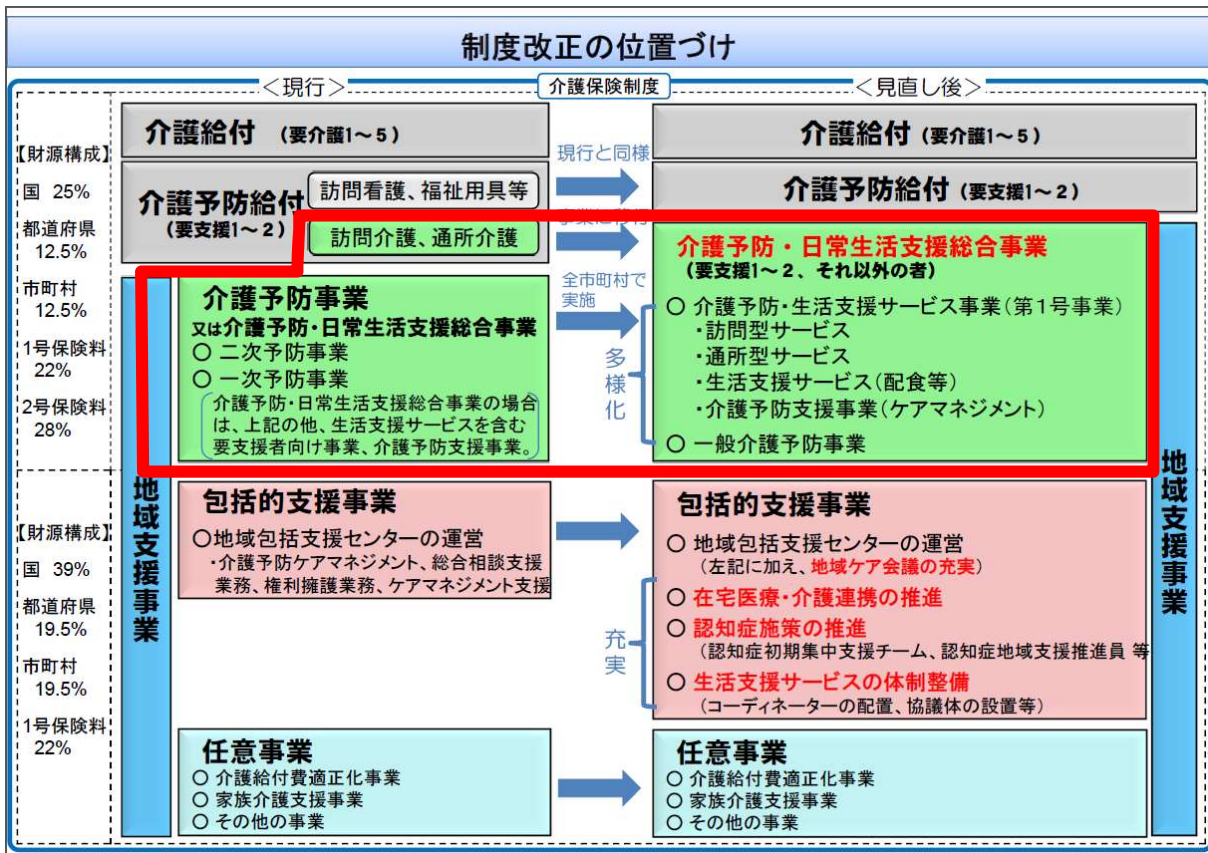 制度改正の位置づけ
＜現行＞
介護保険制度
＜見直し後＞
【財源構成】
国 25%
都道府県
12.5%
市町村
12.5%
1号保険料
22%
2号保険料
28%
【財源構成】
国 39%
都道府県
19.5%
市町村
19.5%
1号保険料
22%
介護給付 （要介護1～5）
介護予防給付
（要支援1～2）
訪問看護、福祉用具等
訪問介護、通所介護
地域支援事業
介護予防事業
又は介護予防・日常生活支援総合事業
○ 二次予防事業
○ 一次予防事業
介護予防・日常生活支援総合事業の場合
は、上記の他、生活支援サービスを含む
要支援者向け事業、介護予防支援事業。
包括的支援事業
○地域包括支援センターの運営
・介護予防ケアマネジメント、総合相談支援
業務、権利擁護業務、ケアマネジメント支援
任意事業
○ 介護給付費適正化事業
○ 家族介護支援事業
○ その他の事業
現行と同様
事業に移行
全市町村で
実施
多様化
充実
介護給付（要介護1～5）
介護予防給付（要支援1～2）
介護予防・日常生活支援総合事業
（要支援1～2、それ以外の者）
○ 介護予防・生活支援サービス事業（第1号事業）
・訪問型サービス
・通所型サービス
・生活支援サービス（配食等）
・介護予防支援事業（ケアマネジメント）
○ 一般介護予防事業
包括的支援事業
○ 地域包括支援センターの運営
（左記に加え、地域ケア会議の充実）
○ 在宅医療・介護連携の推進
○ 認知症施策の推進
（認知症初期集中支援チーム、認知症地域支援推進員 等
○ 生活支援サービスの体制整備
（コーディネーターの配置、協議体の設置等）
任意事業
○ 介護給付費適正化事業
○ 家族介護支援事業
○ その他の事業
地域支援事業